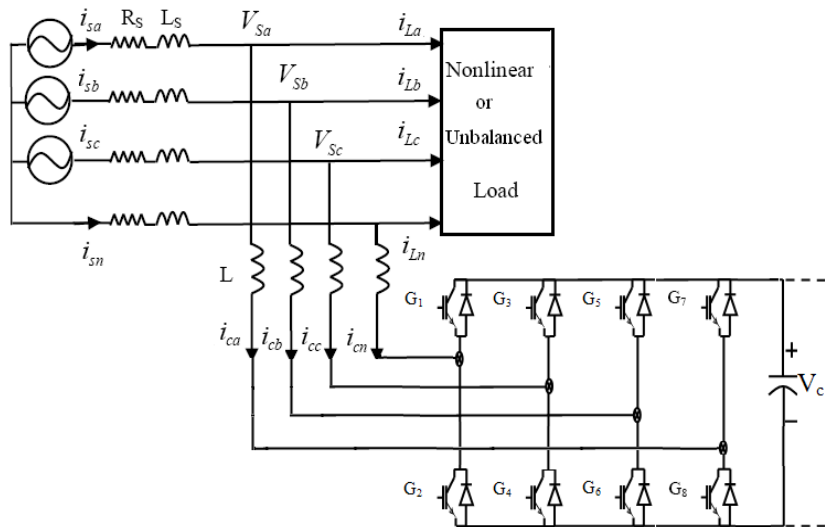 i_sa R_S L_S V_Sa i_La
i_sb V_Sb i_Lb
i_sc V_Sc i_Lc
i_sn i_Ln
Nonlinear
or
Unbalanced
Load
L
i_ca i_cb i_cc i_cn
G_1 G_3 G_5 G_7
+
V_c
–
G_2 G_4 G_6 G_8